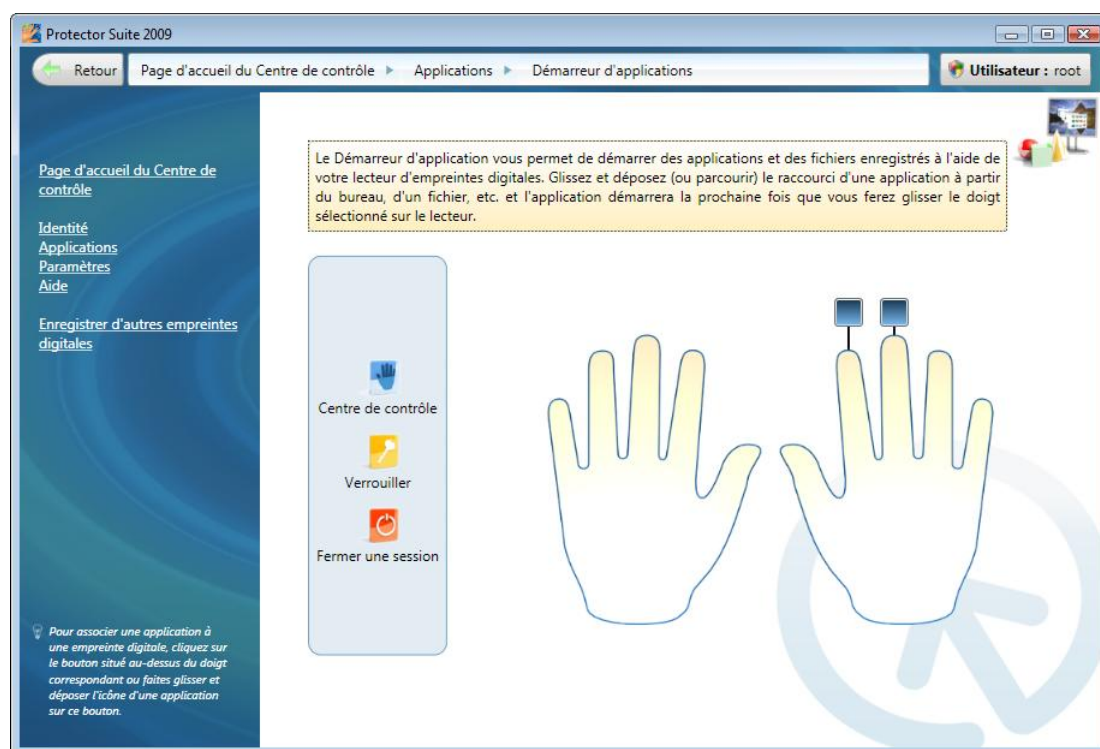 Protector Suite 2009
Retour
Page d'accueil du Centre de contrôle
Applications
Démarreur d'applications
Utilisateur : root
Page d'accueil du Centre de
contrôle
Identité
Applications
Paramètres
Aide
Enregistrer d'autres empreintes
digitales
Pour associer une application à
une empreinte digitale, cliquez sur
le bouton situé au-dessus du doigt
correspondant ou faites glisser et
déposer l'icône d'une application
sur ce bouton.
Le Démarreur d'application vous permet de démarrer des applications et des fichiers enregistrés à l'aide de
votre lecteur d'empreintes digitales. Glissez et déposez (ou parcourir) le raccourci d'une application à partir
du bureau, d'un fichier, etc. et l'application démarrera la prochaine fois que vous ferez glisser le doigt
sélectionné sur le lecteur.
Centre de contrôle
Verrouiller
Fermer une session